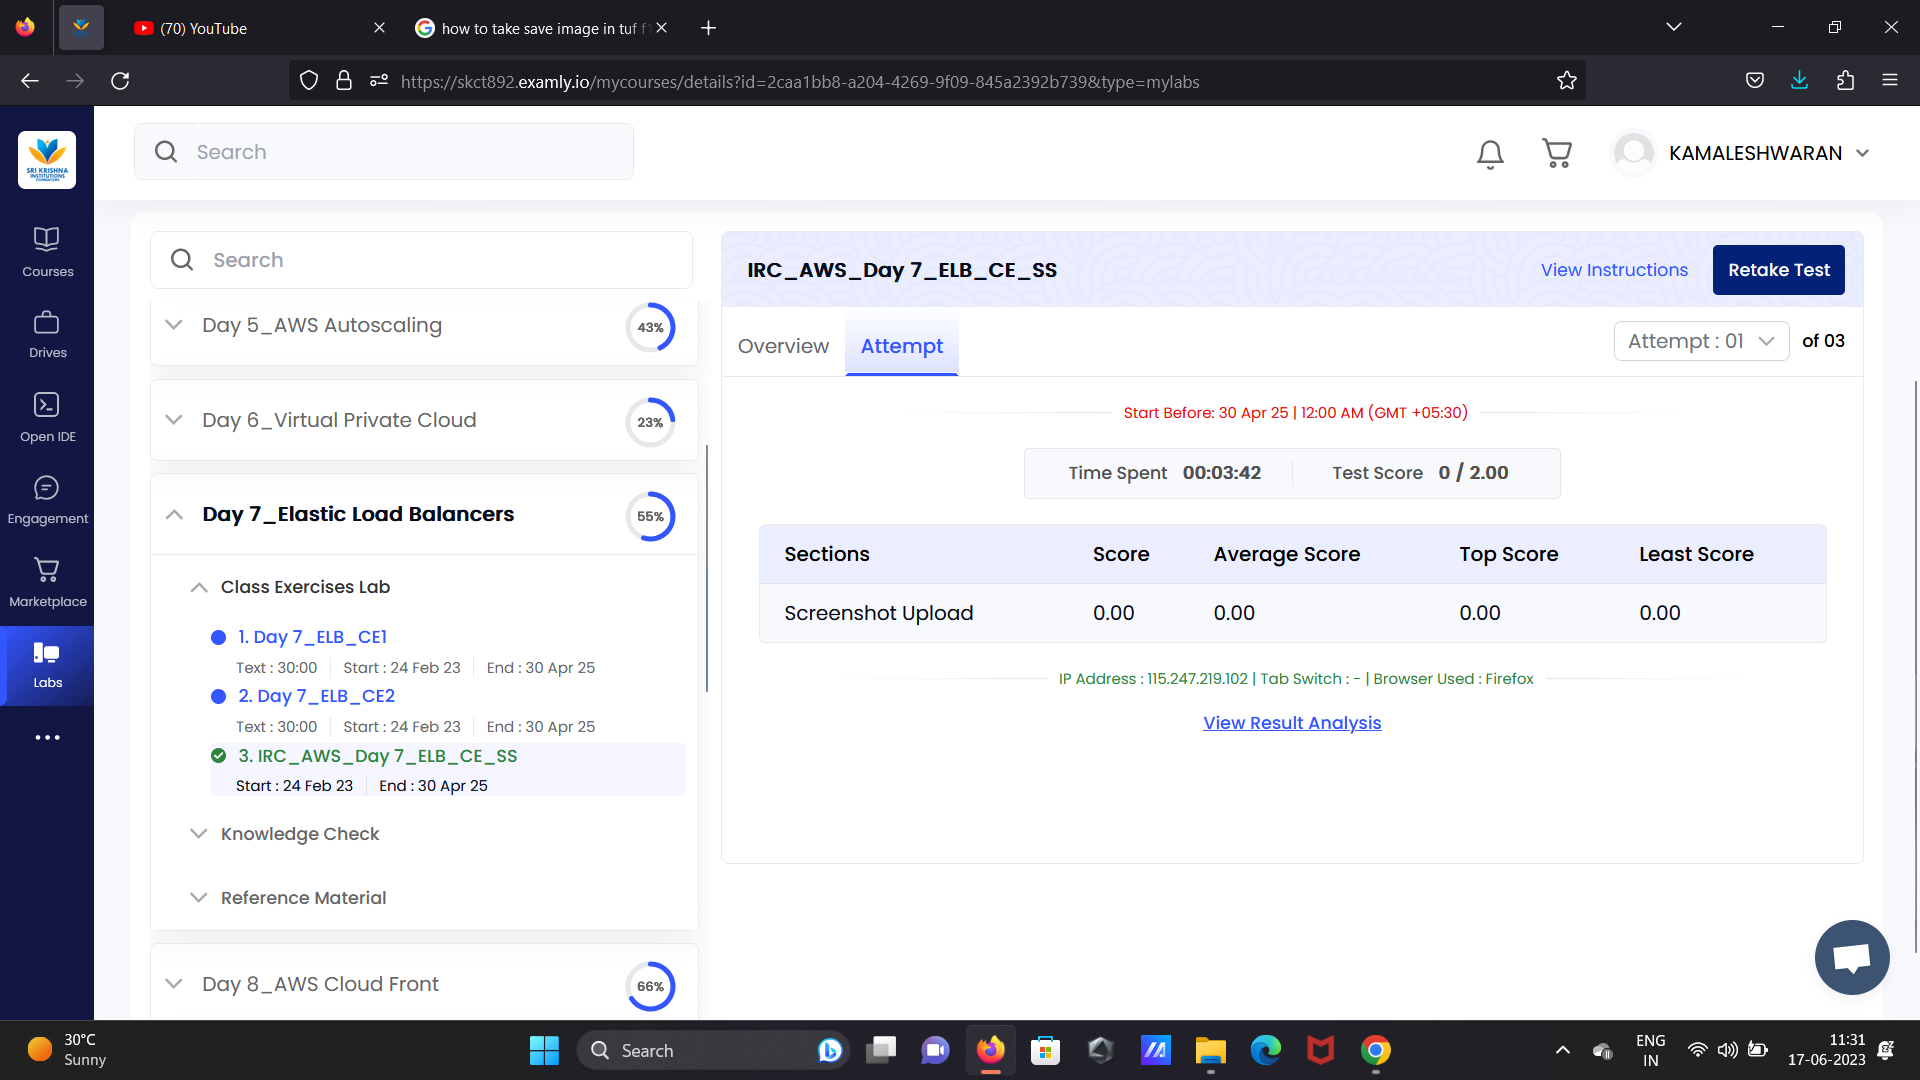 (70) YouTube
how to take save image in tuf f1
https://skct892.examly.io/mycourses/details?id=2caa1bb8-a204-4269-9f09-845a2392b739&type=mylabs
SRI KRISHNA
INSTITUTIONS
COIMBATORE
Search
KAMALESHWARAN
Courses
Drives
Open IDE
Engagement
Marketplace
Labs
Search
Day 5_AWS Autoscaling
43%
Day 6_Virtual Private Cloud
23%
Day 7_Elastic Load Balancers
55%
Class Exercises Lab
1. Day 7_ELB_CE1
Text : 30:00 Start : 24 Feb 23 End : 30 Apr 25
2. Day 7_ELB_CE2
Text : 30:00 Start : 24 Feb 23 End : 30 Apr 25
3. IRC_AWS_Day 7_ELB_CE_SS
Start : 24 Feb 23 End : 30 Apr 25
Knowledge Check
Reference Material
Day 8_AWS Cloud Front
66%
IRC_AWS_Day 7_ELB_CE_SS
View Instructions
Retake Test
Overview
Attempt
Attempt : 01 of 03
Start Before: 30 Apr 25 | 12:00 AM (GMT +05:30)
Time Spent 00:03:42 Test Score 0 / 2.00
Sections Score Average Score Top Score Least Score
Screenshot Upload 0.00 0.00 0.00 0.00
IP Address : 115.247.219.102 | Tab Switch : - | Browser Used : Firefox
View Result Analysis
30°C
Sunny
Search
ENG
IN
11:31
17-06-2023